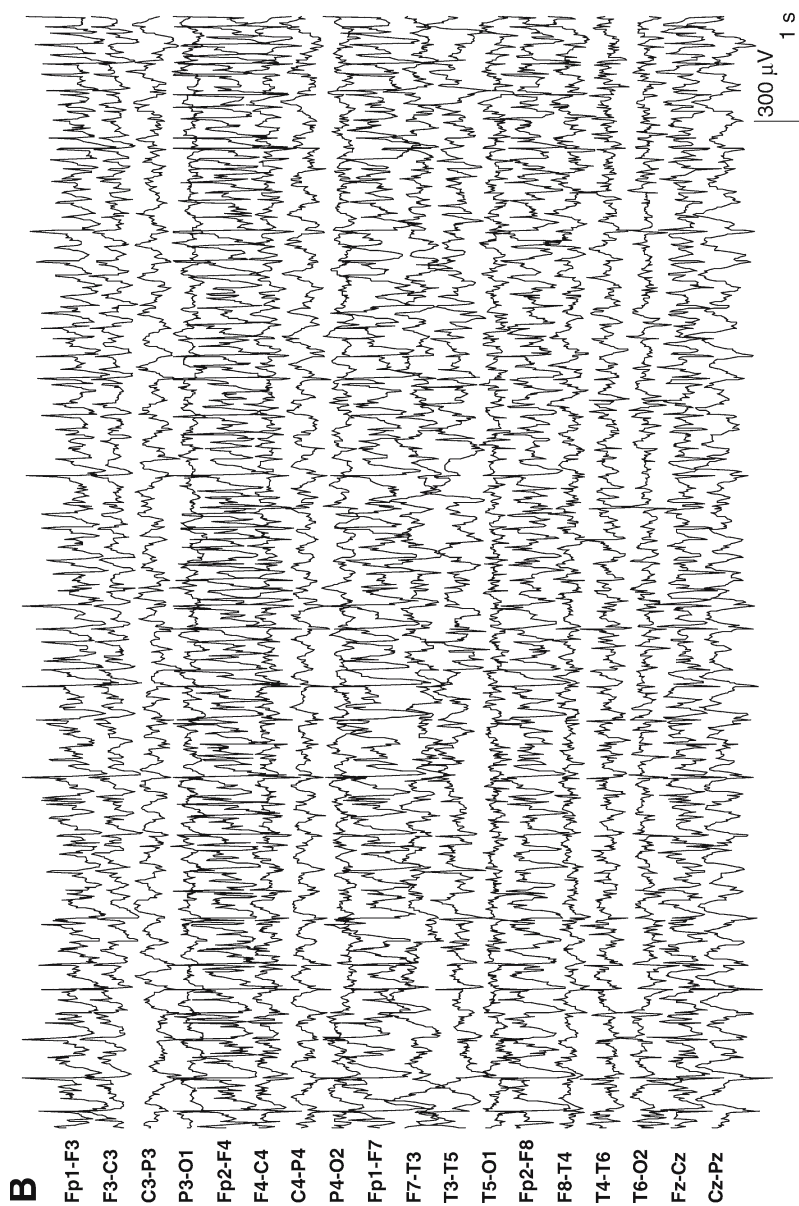 B
Fp1-F3
F3-C3
C3-P3
P3-O1
Fp2-F4
F4-C4
C4-P4
P4-O2
Fp1-F7
F7-T3
T3-T5
T5-O1
Fp2-F8
F8-T4
T4-T6
T6-O2
Fz-Cz
Cz-Pz
300 μV
1 s